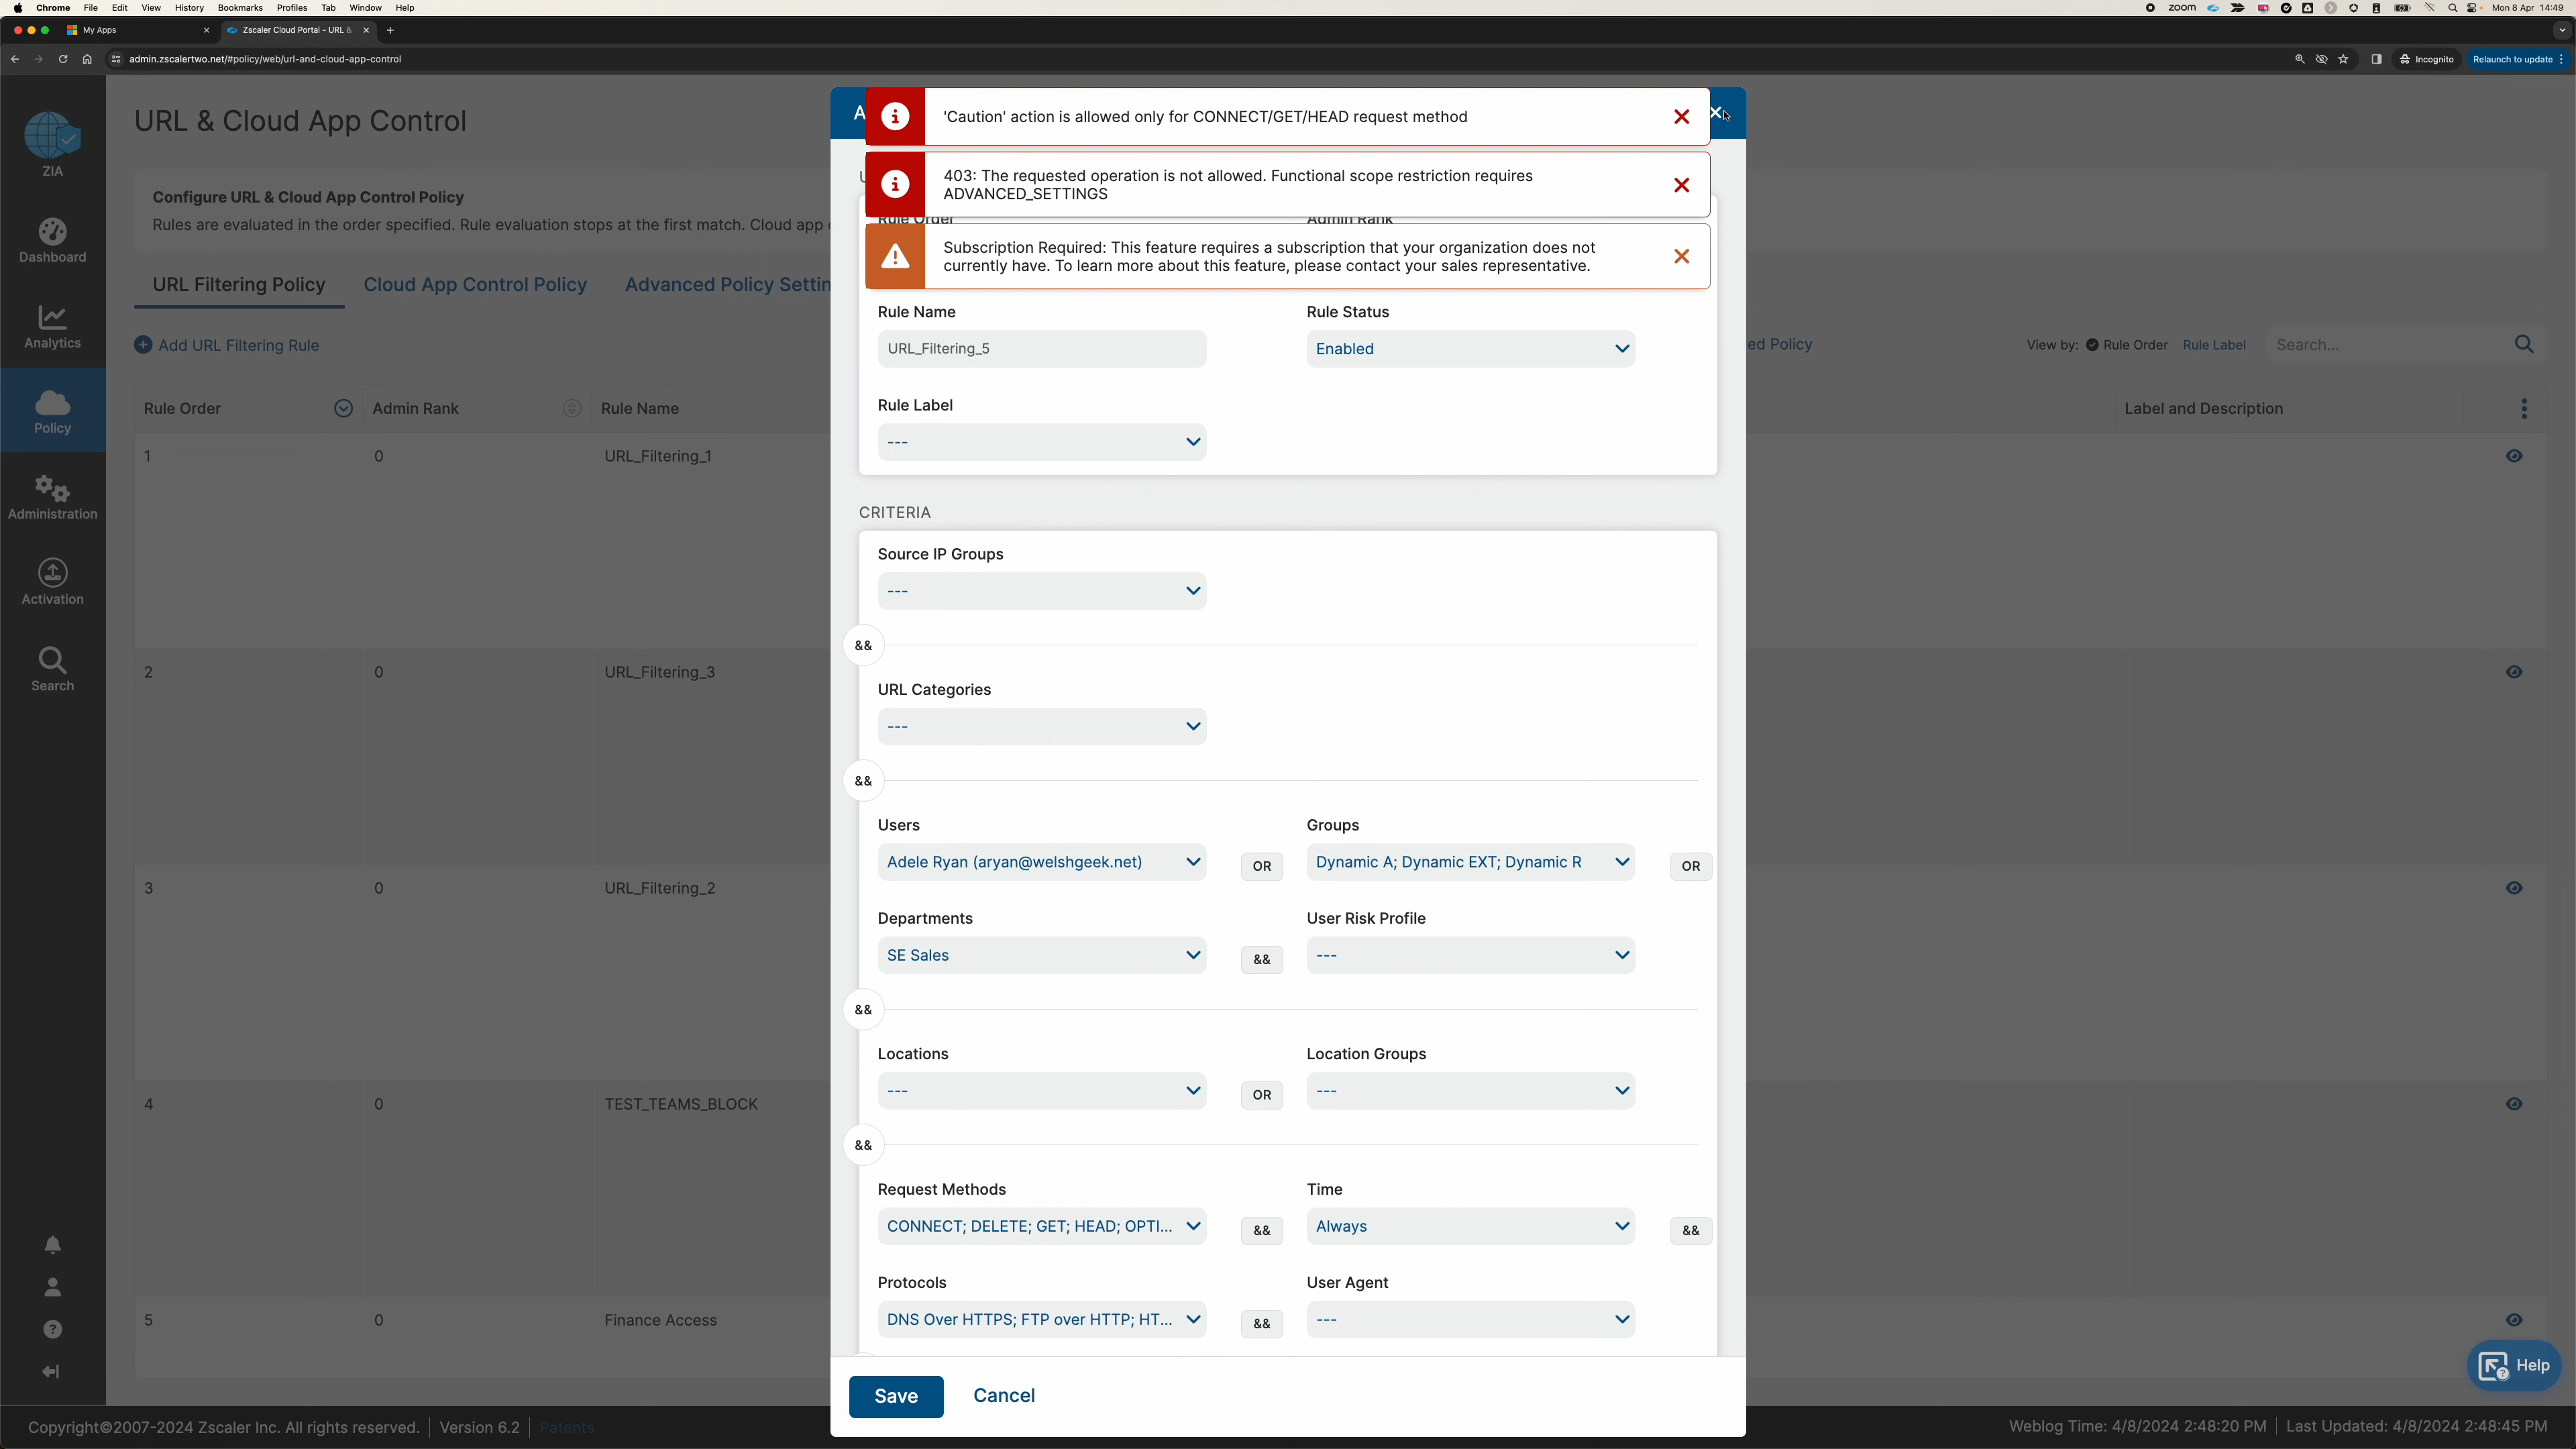 Chrome File Edit View History Bookmarks Profiles Tab Window Help
zoom
Mon 8 Apr 14:49
My Apps
Zscaler Cloud Portal - URL &
admin.zscalertwo.net/#policy/web/url-and-cloud-app-control
Incognito
Relaunch to update
ZIA
Dashboard
Analytics
Policy
Administration
Activation
Search
URL & Cloud App Control
Configure URL & Cloud App Control Policy
Rules are evaluated in the order specified. Rule evaluation stops at the first match. Cloud app
URL Filtering Policy Cloud App Control Policy Advanced Policy Settin
Add URL Filtering Rule
ed Policy
View by: Rule Order Rule Label Search...
Rule Order Admin Rank Rule Name
Label and Description
1 0 URL_Filtering_1
2 0 URL_Filtering_3
3 0 URL_Filtering_2
4 0 TEST_TEAMS_BLOCK
5 0 Finance Access
'Caution' action is allowed only for CONNECT/GET/HEAD request method
403: The requested operation is not allowed. Functional scope restriction requires
ADVANCED_SETTINGS
Rule Order Admin Rank
Subscription Required: This feature requires a subscription that your organization does not
currently have. To learn more about this feature, please contact your sales representative.
Rule Name Rule Status
URL_Filtering_5 Enabled
Rule Label
---
CRITERIA
Source IP Groups
---
&&
URL Categories
---
&&
Users Groups
Adele Ryan (aryan@welshgeek.net) OR Dynamic A; Dynamic EXT; Dynamic R OR
Departments User Risk Profile
SE Sales && ---
&&
Locations Location Groups
--- OR ---
&&
Request Methods Time
CONNECT; DELETE; GET; HEAD; OPTI... && Always &&
Protocols User Agent
DNS Over HTTPS; FTP over HTTP; HT... && ---
Save Cancel
Help
Copyright©2007-2024 Zscaler Inc. All rights reserved. Version 6.2 Patents
Weblog Time: 4/8/2024 2:48:20 PM Last Updated: 4/8/2024 2:48:45 PM